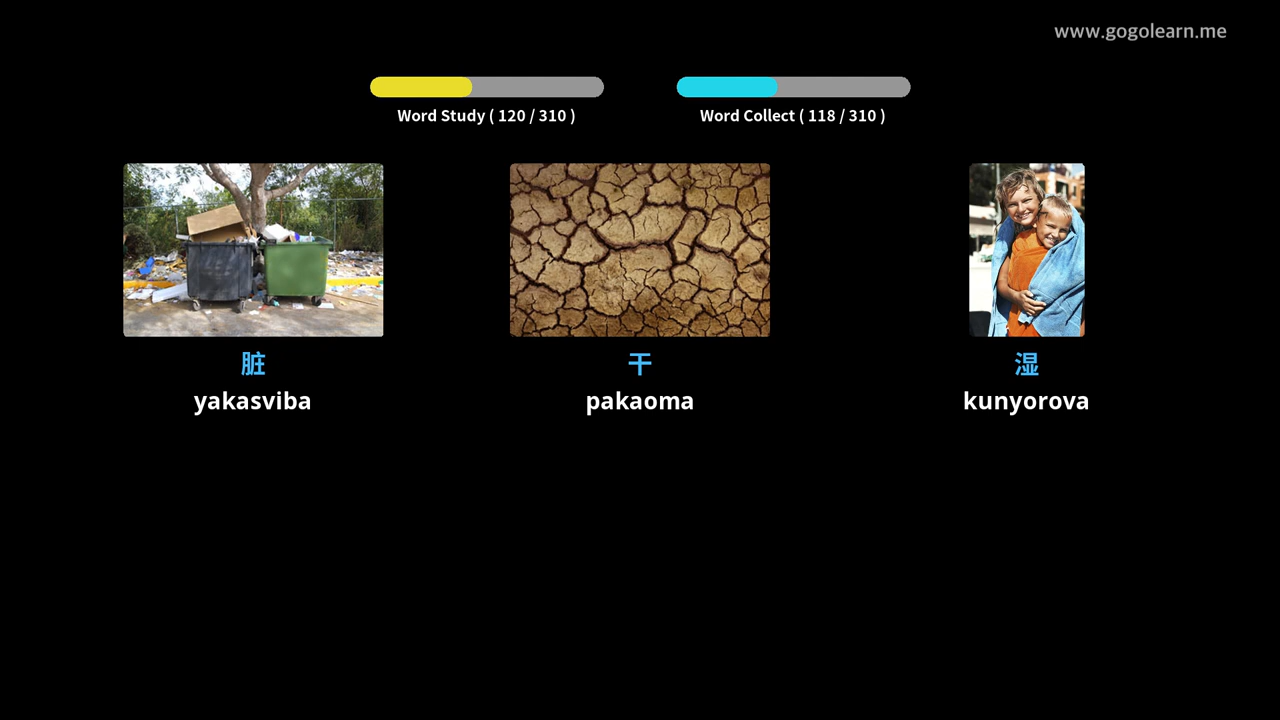 www.gogolearn.me
Word Study ( 120 / 310 )
Word Collect ( 118 / 310 )
脏
干
湿
yakasviba
pakaoma
kunyorova